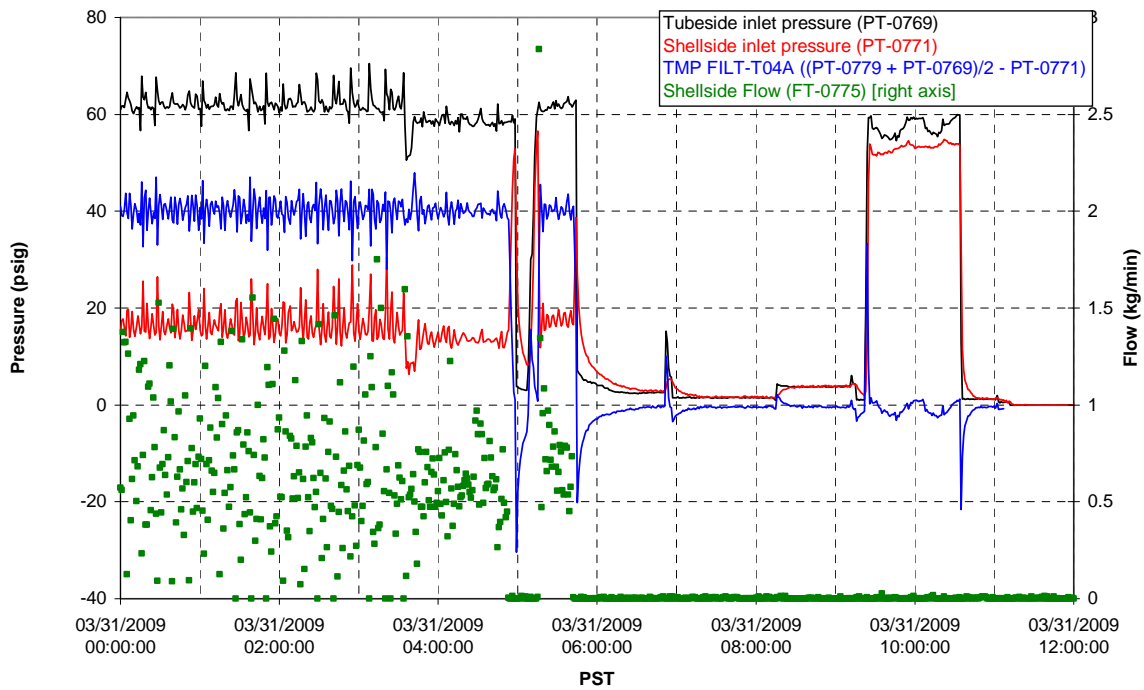 80
60
40
20
0
-20
-40
Pressure (psig)
Tubeside inlet pressure (PT-0769)
Shellside inlet pressure (PT-0771)
TMP FILT-T04A ((PT-0779 + PT-0769)/2 - PT-0771)
Shellside Flow (FT-0775) [right axis]
3
2.5
2
1.5
1
0.5
0
Flow (kg/min)
03/31/2009 03/31/2009 03/31/2009 03/31/2009 03/31/2009 03/31/2009 03/31/2009
00:00:00 02:00:00 04:00:00 06:00:00 08:00:00 10:00:00 12:00:00
PST